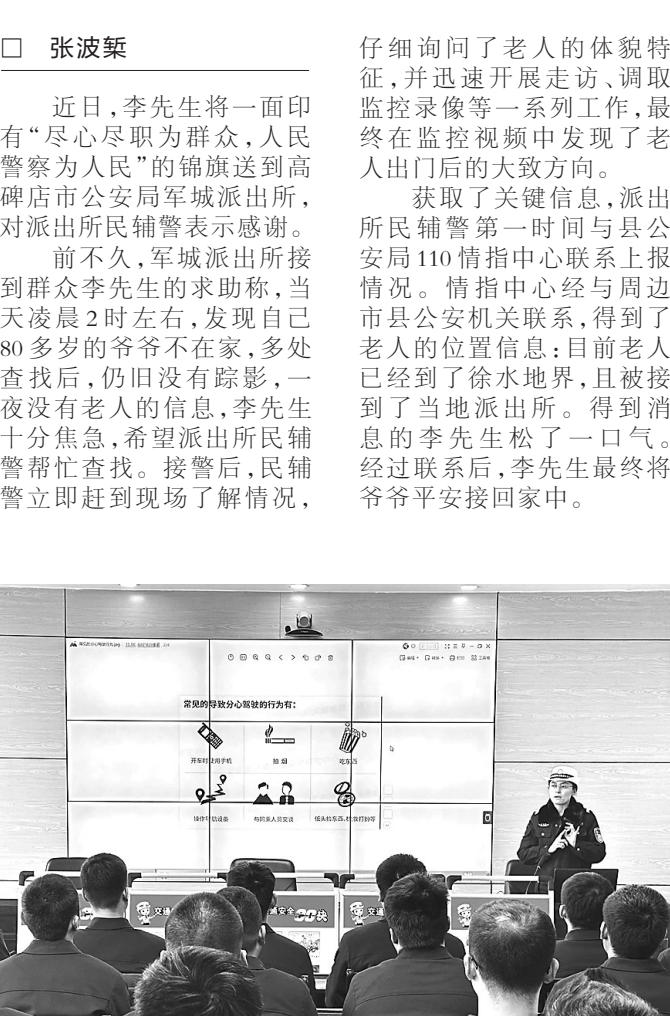 □ 张波堑
近日,李先生将一面印
有“尽心尽职为群众,人民
警察为人民”的锦旗送到高
碑店市公安局军城派出所,
对派出所民辅警表示感谢。
前不久,军城派出所接
到群众李先生的求助称,当
天凌晨2时左右,发现自己
80多岁的爷爷不在家,多处
查找后,仍旧没有踪影,一
夜没有老人的信息,李先生
十分焦急,希望派出所民辅
警帮忙查找。接警后,民辅
警立即赶到现场了解情况,
仔细询问了老人的体貌特
征,并迅速开展走访、调取
监控录像等一系列工作,最
终在监控视频中发现了老
人出门后的大致方向。
获取了关键信息,派出
所民辅警第一时间与县公
安局110情指中心联系上报
情况。情指中心经与周边
市县公安机关联系,得到了
老人的位置信息:目前老人
已经到了徐水地界,且被接
到了当地派出所。得到消
息的李先生松了一口气。
经过联系后,李先生最终将
爷爷平安接回家中。
常见的导致分心驾驶的行为有:
开车时使用手机
抽烟
吃东西
操作导航设备
与同乘人员交谈
低头捡东西、
交通
通安全
交通